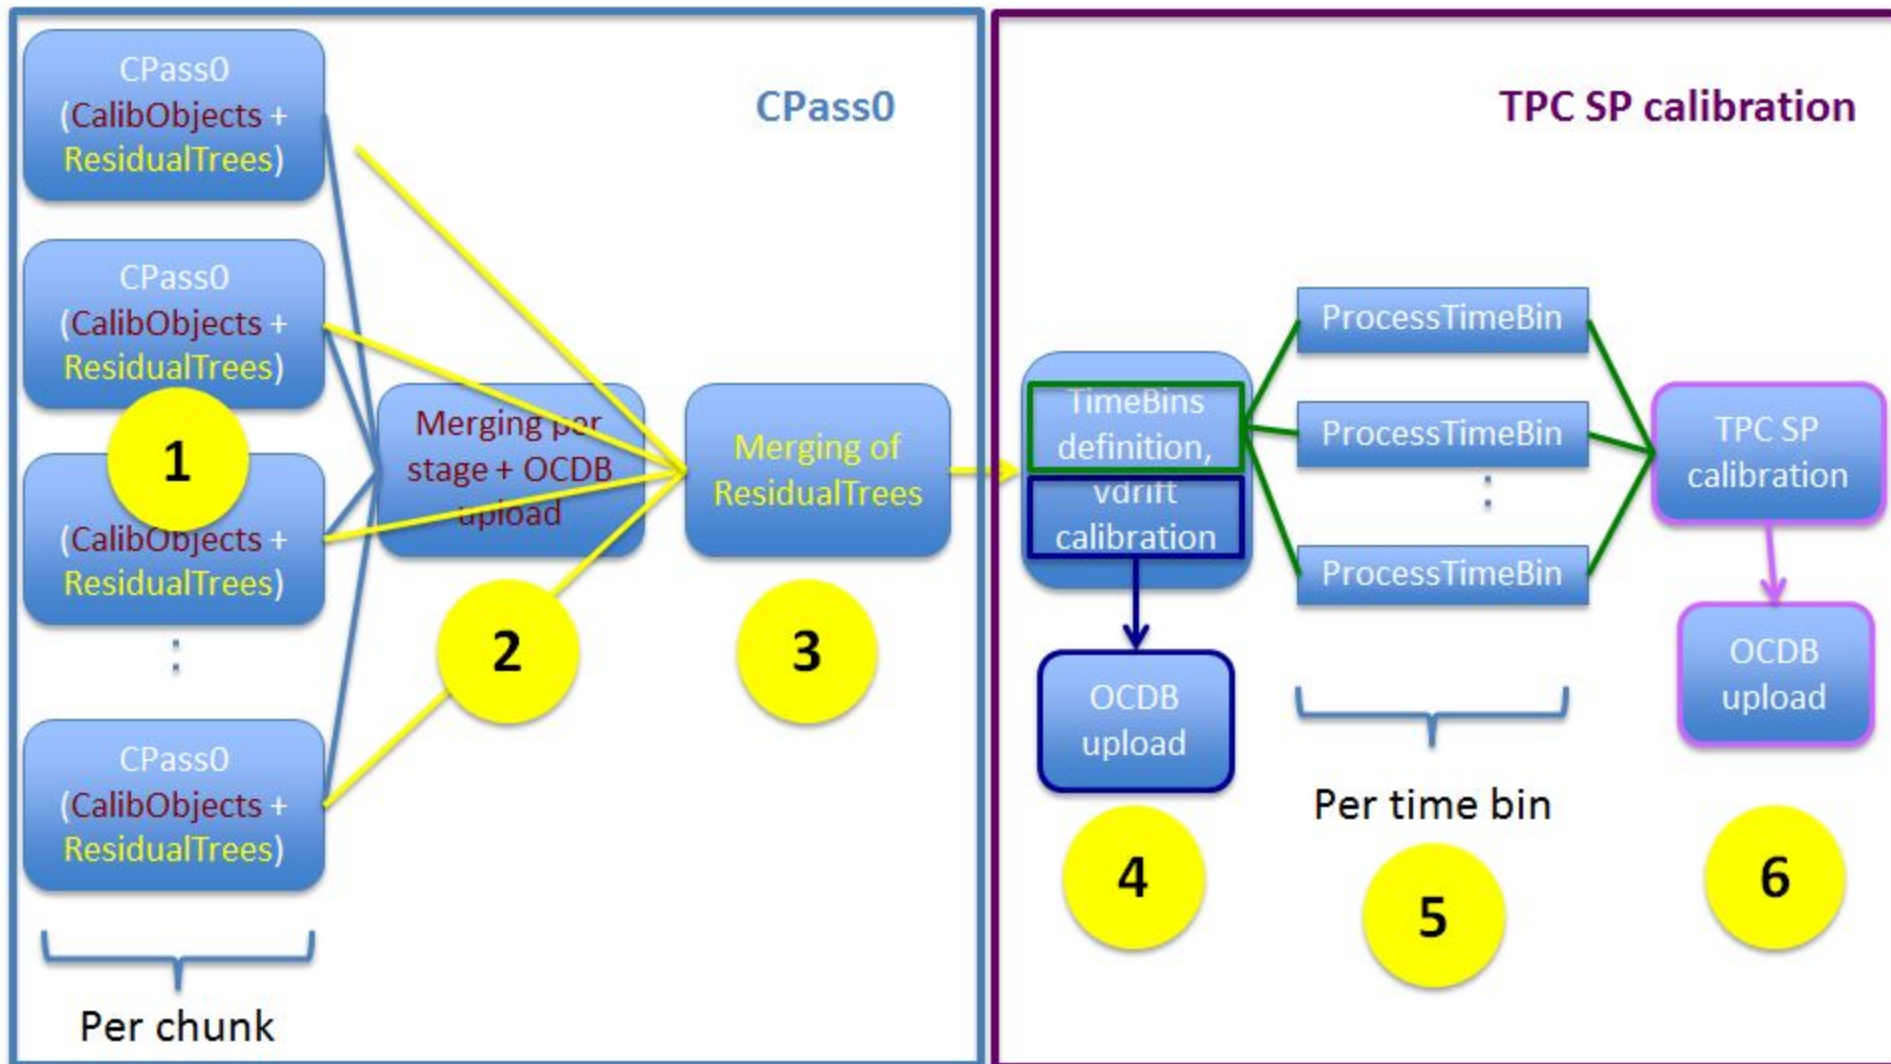 CPass0
(CalibObjects +
ResidualTrees)
CPass0
(CalibObjects +
ResidualTrees)
1
(CalibObjects +
ResidualTrees)
:
CPass0
(CalibObjects +
ResidualTrees)
Per chunk
CPass0
Merging per
stage + OCDB
upload
2
Merging of
ResidualTrees
3
TPC SP calibration
TimeBins
definition,
vdrift
calibration
OCDB
upload
4
ProcessTimeBin
ProcessTimeBin
:
ProcessTimeBin
Per time bin
5
TPC SP
calibration
OCDB
upload
6